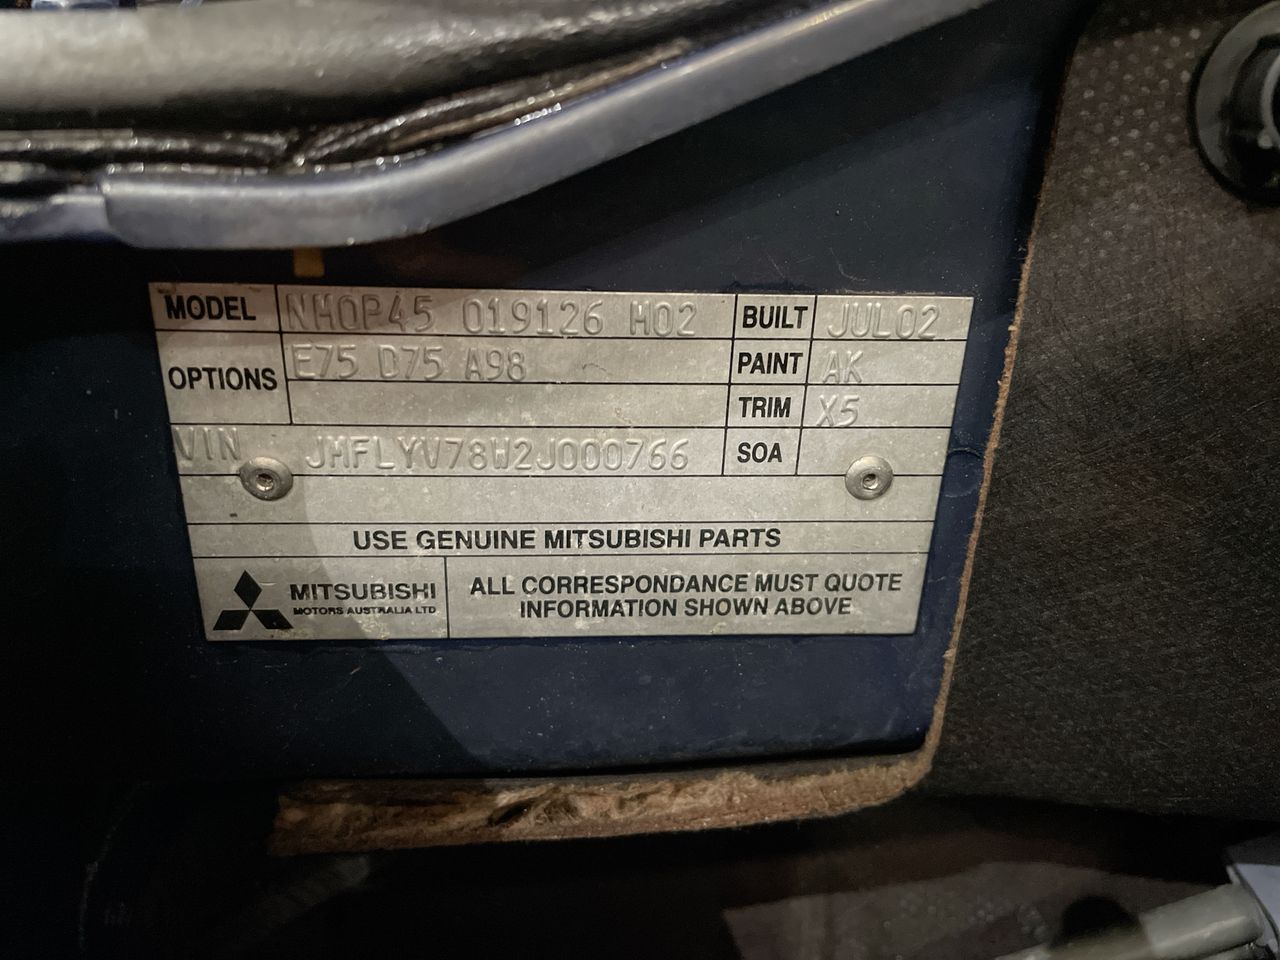 MODEL NMOP45 019126 M02 BUILT JUL02
OPTIONS E75 D75 A98 PAINT AK
TRIM X5
VIN JMFLYV78W2J000766 SOA
USE GENUINE MITSUBISHI PARTS
MITSUBISHI
MOTORS AUSTRALIA LTD
ALL CORRESPONDANCE MUST QUOTE
INFORMATION SHOWN ABOVE